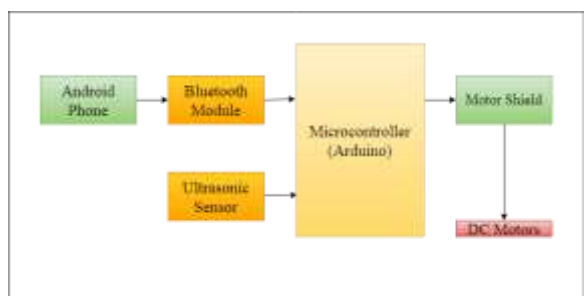 Android
Phone
Bluetooth
Module
Microcontroller
(Arduino)
Motor Shield
Ultrasonic
Sensor
DC Motors